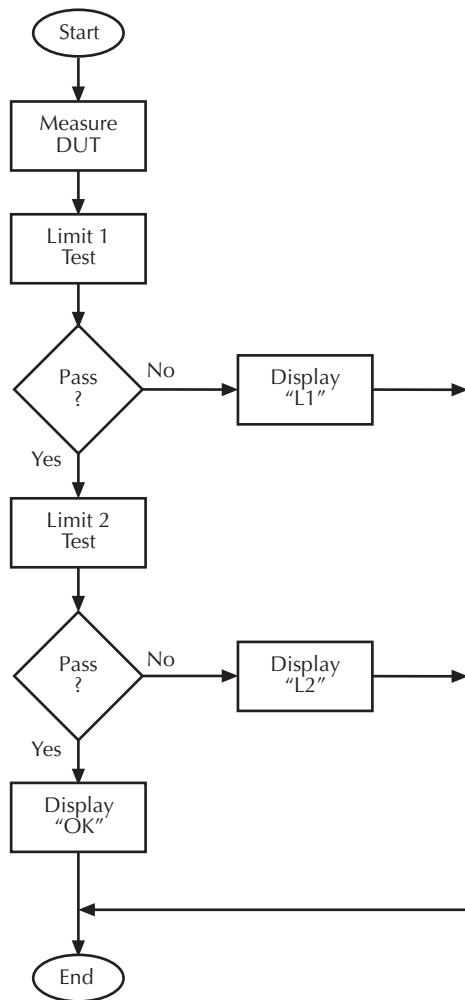 Start
Measure
DUT
Limit 1
Test
Pass
?
No
Display
“L1”
Yes
Limit 2
Test
Pass
?
No
Display
“L2”
Yes
Display
“OK”
End